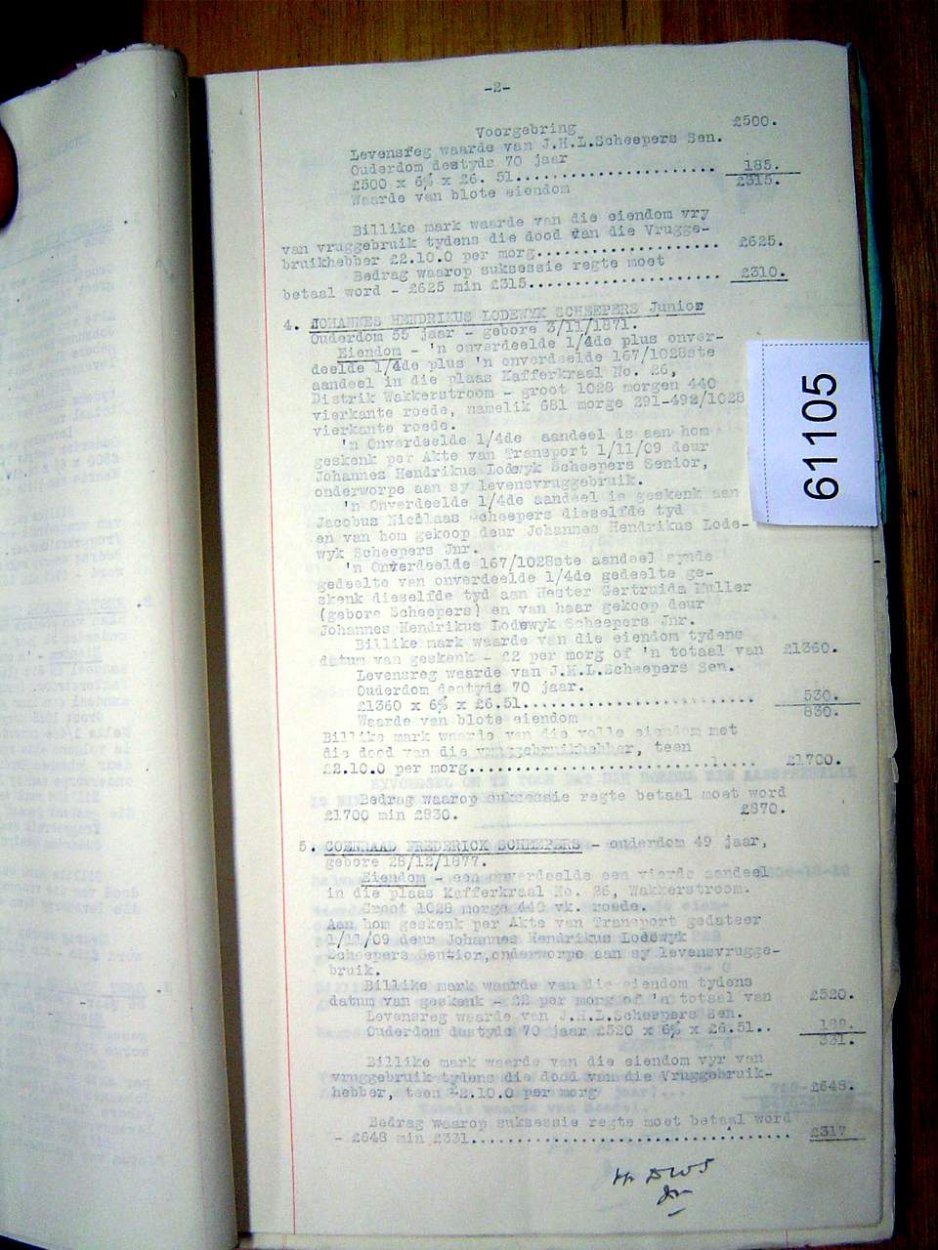 -2-
Voorgebring £500.
Levensreg waarde van J.H.L.Scheepers Sen.
Ouderdom destyds 70 jaar
£500 x 6% x £6. 51........................ 185.
Waarde van blote eiendom £315.
Billike mark waarde van die eiendom vry
van vruggebruik tydens die dood van die Vrugge-
bruikhebber £2.10.0 per morg..................... £625.
Bedrag waarop suksessie regte moet
betaal word - £625 min £315...................... £310.
4. JOHANNES HENDRIKUS LODEWYK SCHEEPERS Junior
Ouderdom 55 jaar - gebore 3/11/1871.
Eiendom - 'n onverdeelde 1/4de plus onver-
deelde 1/4de plus 'n onverdeelde 167/1028ste
aandeel in die plaas Kafferkraal No. 26,
Distrik Wakkerstroom - groot 1028 morgen 440
vierkante roede, namelik 681 morge 291-492/1028
vierkante roede.
'n Onverdeelde 1/4de aandeel is aan hom
geskenk per Akte van Transport 1/11/09 deur
Johannes Hendrikus Lodewyk Scheepers Senior,
onderworpe aan sy levensvruggebruik.
'n Onverdeelde 1/4de aandeel is geskenk aan
Jacobus Nicolaas Scheepers dieselfde tyd
en van hom gekoop deur Johannes Hendrikus Lode-
wyk Scheepers Jnr.
'n Onverdeelde 167/1028ste aandeel synde
gedeelte van onverdeelde 1/4de gedeelte ge-
skenk dieselfde tyd aan Hester Gertruida Muller
(gebore Scheepers) en van haar gekoop deur
Johannes Hendrikus Lodewyk Scheepers Jnr.
Billike mark waarde van die eiendom tydens
datum van geskenk - £2 per morg of 'n totaal van £1360.
Levensreg waarde van J.H.L.Scheepers Sen.
Ouderdom destyds 70 jaar.
£1360 x 6% x £6.51........................... 530.
Waarde van blote eiendom 830.
Billike mark waarde van die volle eiendom met
die dood van die vruggebruikhebber, teen
£2.10.0 per morg................................... £1700.
Bedrag waarop suksessie regte betaal moet word
£1700 min £830. £870.
5. COENRAAD FREDERICK SCHEEPERS - ouderdom 49 jaar,
gebore 28/12/1877.
Eiendom - een onverdeelde een vierde aandeel
in die plaas Kafferkraal No. 26, Wakkerstroom.
Groot 1028 morge 440 vk. roede.
Aan hom geskenk per Akte van Transport gedateer
1/11/09 deur Johannes Hendrikus Lodewyk
Scheepers Sentior,onderworpe aan sy levensvrugge-
bruik.
Billike mark waarde van die eiendom tydens
datum van geskenk - £2 per morg of 'n totaal van £520.
Levensreg waarde van J.H.L.Scheepers Sen.
Ouderdom destyds 70 jaar £520 x 6% x £6.51.. 189.
331.
Billike mark waarde van die eiendom vyr van
vruggebruik tydens die dood van die Vruggebruik-
hebber, teen £2.10.0 per morg £648.
Bedrag waarop suksessie regte moet betaal word
- £648 min £331................................... £317
61105